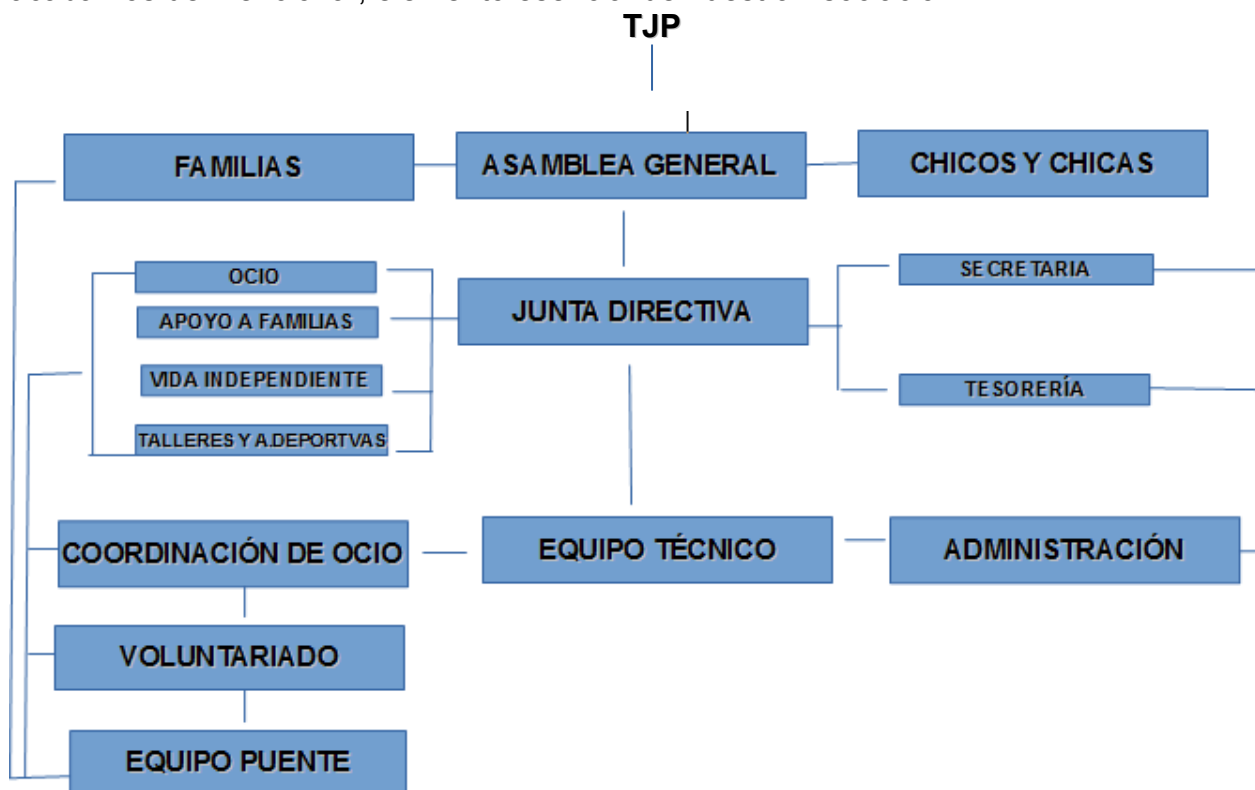 TJP
FAMILIAS
ASAMBLEA GENERAL
CHICOS Y CHICAS
OCIO
APOYO A FAMILIAS
VIDA INDEPENDIENTE
TALLERES Y A.DEPORTVAS
JUNTA DIRECTIVA
SECRETARIA
TESORERÍA
COORDINACIÓN DE OCIO
EQUIPO TÉCNICO
ADMINISTRACIÓN
VOLUNTARIADO
EQUIPO PUENTE